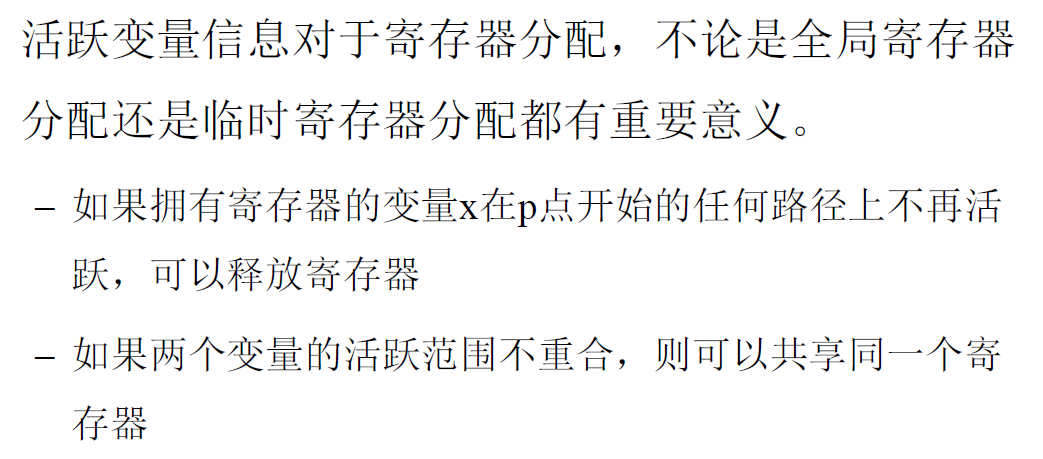 活跃变量信息对于寄存器分配，不论是全局寄存器
分配还是临时寄存器分配都有重要意义。
– 如果拥有寄存器的变量x在p点开始的任何路径上不再活
跃，可以释放寄存器
– 如果两个变量的活跃范围不重合，则可以共享同一个寄
存器